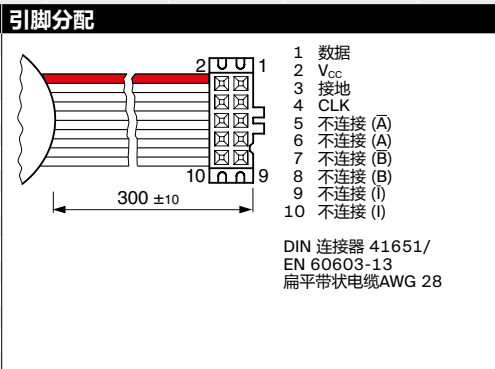 引脚分配
2 1
10 9
300 ±10
1 数据
2 Vcc
3 接地
4 CLK
5 不连接 (A̅)
6 不连接 (A)
7 不连接 (B̅)
8 不连接 (B)
9 不连接 (I̅)
10 不连接 (I)
DIN 连接器 41651/
EN 60603-13
扁平带状电缆AWG 28